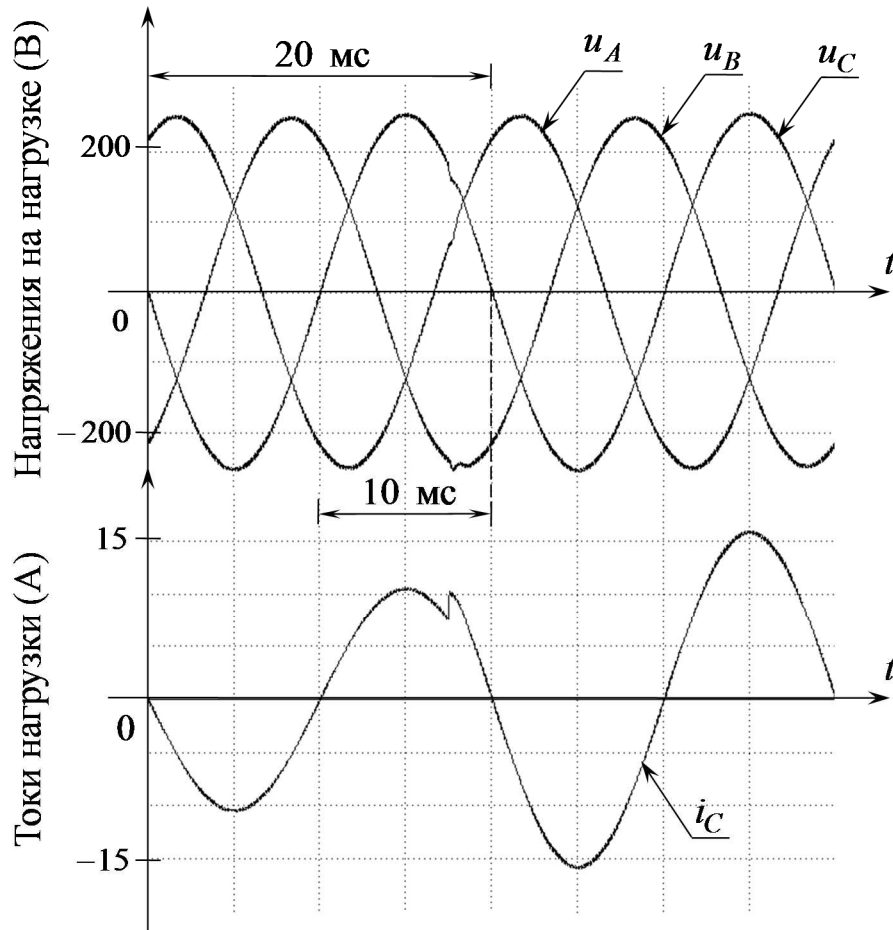 Напряжения на нагрузке (В)
20 мс
u_A
u_B
u_C
200
t
0
–200
10 мс
Токи нагрузки (А)
15
t
0
i_C
–15